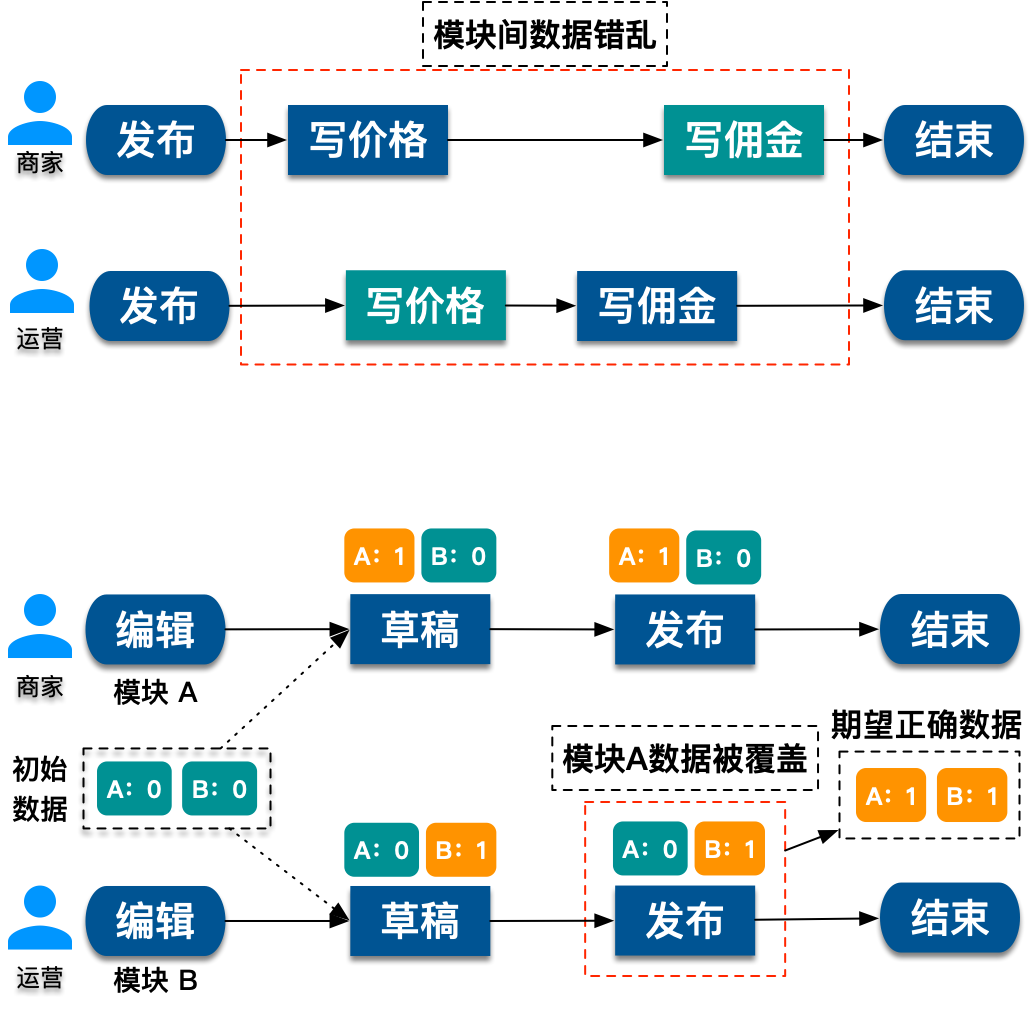 模块间数据错乱
商家
发布
写价格
写佣金
结束
运营
发布
写价格
写佣金
结束
A: 1
B: 0
A: 1
B: 0
商家
编辑
草稿
发布
结束
模块 A
初始
数据
A: 0
B: 0
模块A数据被覆盖
期望正确数据
A: 1
B: 1
A: 0
B: 1
A: 0
B: 1
运营
编辑
草稿
发布
结束
模块 B